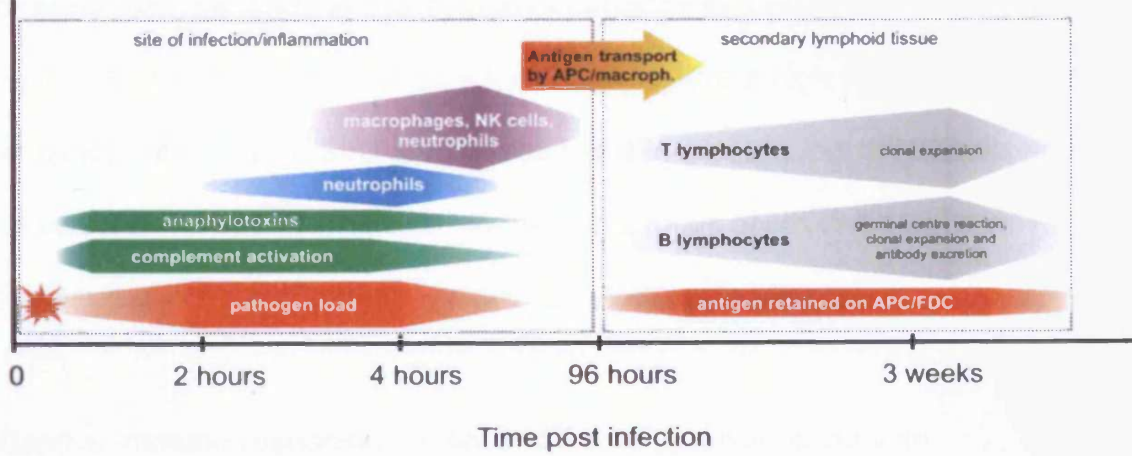 site of infection/inflammation
secondary lymphoid tissue
Antigen transport
by APC/macroph.
macrophages, NK cells,
neutrophils
T lymphocytes
clonal expansion
neutrophils
anaphylotoxins
B lymphocytes
germinal centre reaction,
clonal expansion and
antibody excretion
complement activation
pathogen load
antigen retained on APC/FDC
0
2 hours
4 hours
96 hours
3 weeks
Time post infection